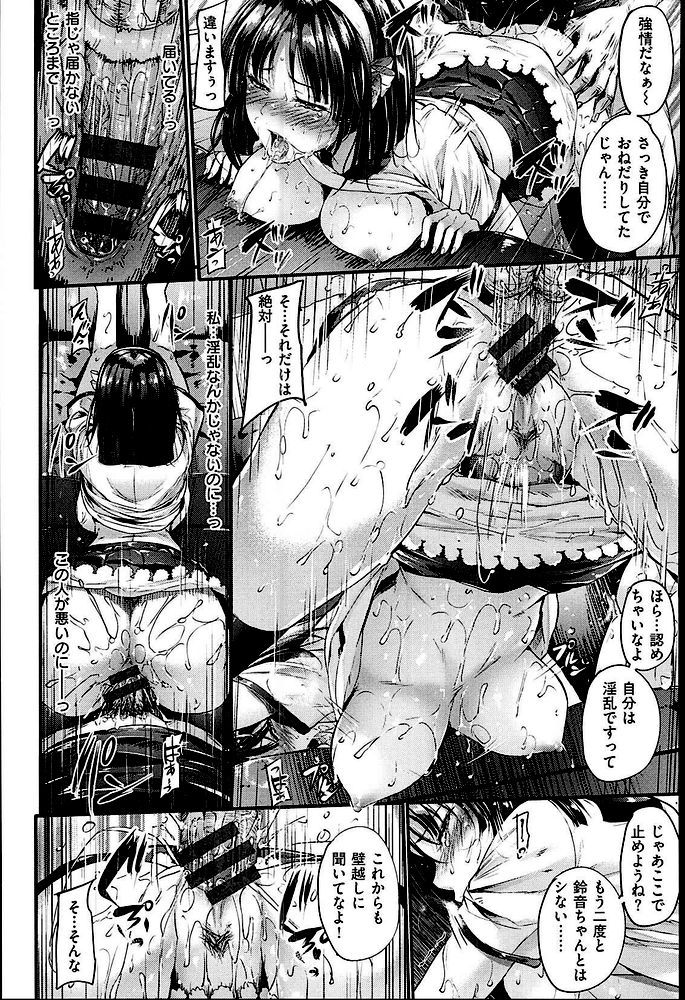 強情だなぁ〜
さっき自分で
おねだりしてた
じゃん……
違いますぅっ
届いてる…っ
指じゃ届かない
ところまで――っ
そ…それだけは
絶対――っ
ほら…認め
ちゃいなよ
自分は
淫乱ですって
私…淫乱なんかじゃないのに…っ
この人が悪いのに――っ
じゃあここで
止めようね？
もう二度と
鈴音ちゃんとは
シない……
…！
これからも
壁越しに
聞いてなよ！
そ…そんな